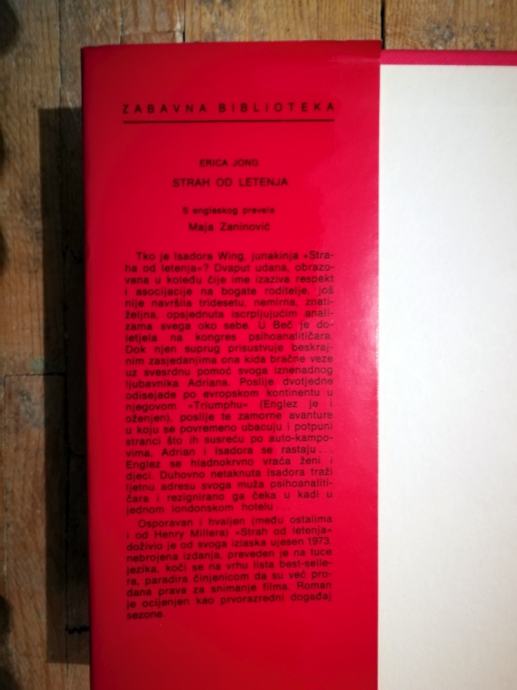 ZABAVNA BIBLIOTEKA
ERICA JONG
STRAH OD LETENJA
S engleskog prevela
Maja Zaninović
Tko je Isadora Wing, junakinja »Stra-
ha od letenja«? Dvaput udana, obrazo-
vana u koledu čije ime izaziva respekt
i asocijacije na bogate roditelje, još
nije navršila tridesetu, nemirna, znati-
željna, opsjednuta iscrpljujućim anali-
zama svega oko sebe. U Beč je do-
letjela na kongres psihoanalitičara.
Dok njen suprug prisustvuje beskraj-
nim zasjedanjima ona kida bračne veze
uz svesrdnu pomoć svoga iznenadnog
ljubavnika Adriana. Poslije dvotjedne
odisejade po evropskom kontinentu u
njegovom »Triumphu« (Englez je i
oženjen), poslije te zamorne avanture
u koju se povremeno ubacuju i potpuni
stranci što ih susreću po auto-kampo-
vima, Adrian i Isadora se rastaju...
Englez se hladnokrvno vraća ženi i
djeci. Duhovno netaknuta Isadora traži
ljetnu adresu svoga muža psihoanaliti-
čara i rezignirano ga čeka u kadi u
jednom londonskom hotelu...
Osporavan i hvaljen (među ostalima
i od Henry Millera) »Strah od letenja«
doživio je od svoga izlaska ujesen 1973.
nebrojena izdanja, preveden je na tuce
jezika, koči se na vrhu lista best-selle-
ra, paradira činjenicom da su već pro-
dana prava za snimanje filma. Roman
je ocijenjen kao prvorazredni događaj
sezone.